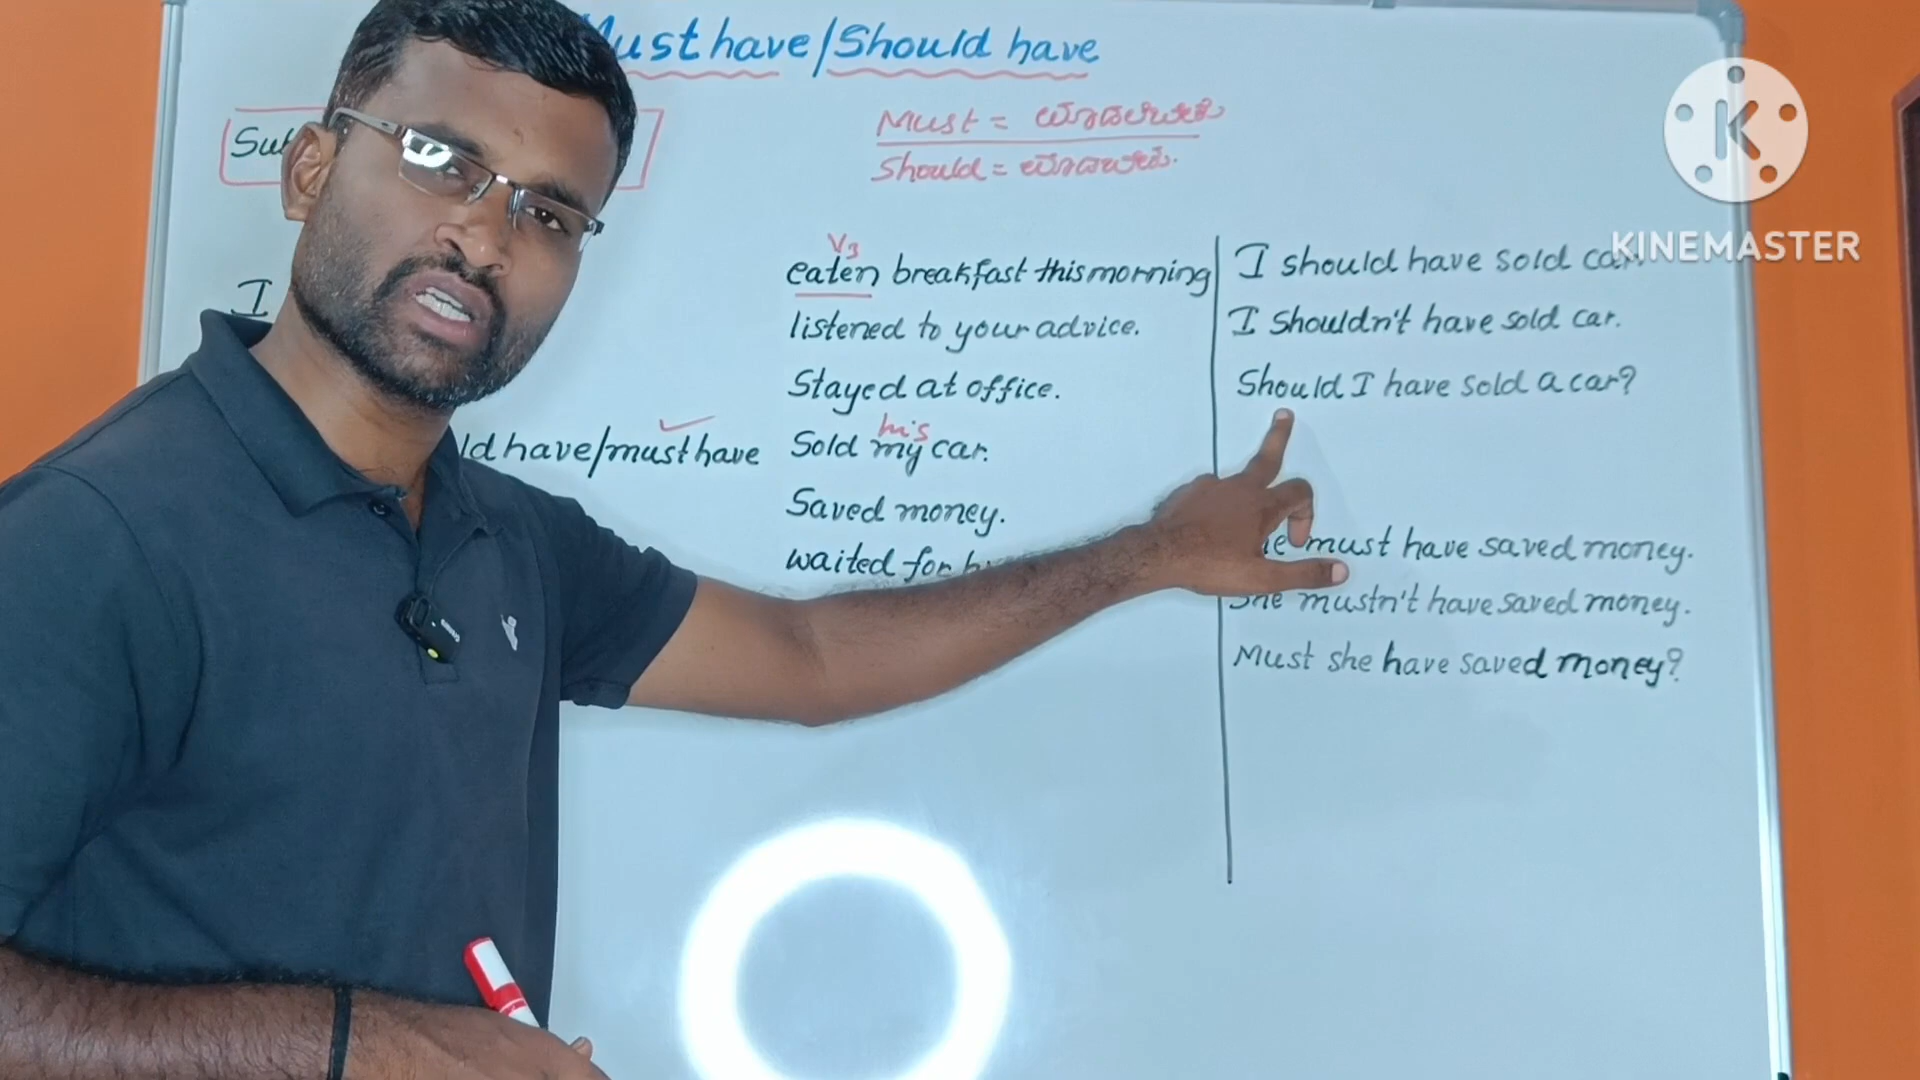 Must have/Should have
Must =
Should =
I
V3
eaten breakfast this morning
listened to your advice.
Stayed at office.
ld have/must have
his
Sold my car.
Saved money.
waited for
I should have sold car.
I shouldn't have sold car.
Should I have sold a car?
must have saved money.
She mustn't have saved money.
Must she have saved money?
K
KINEMASTER